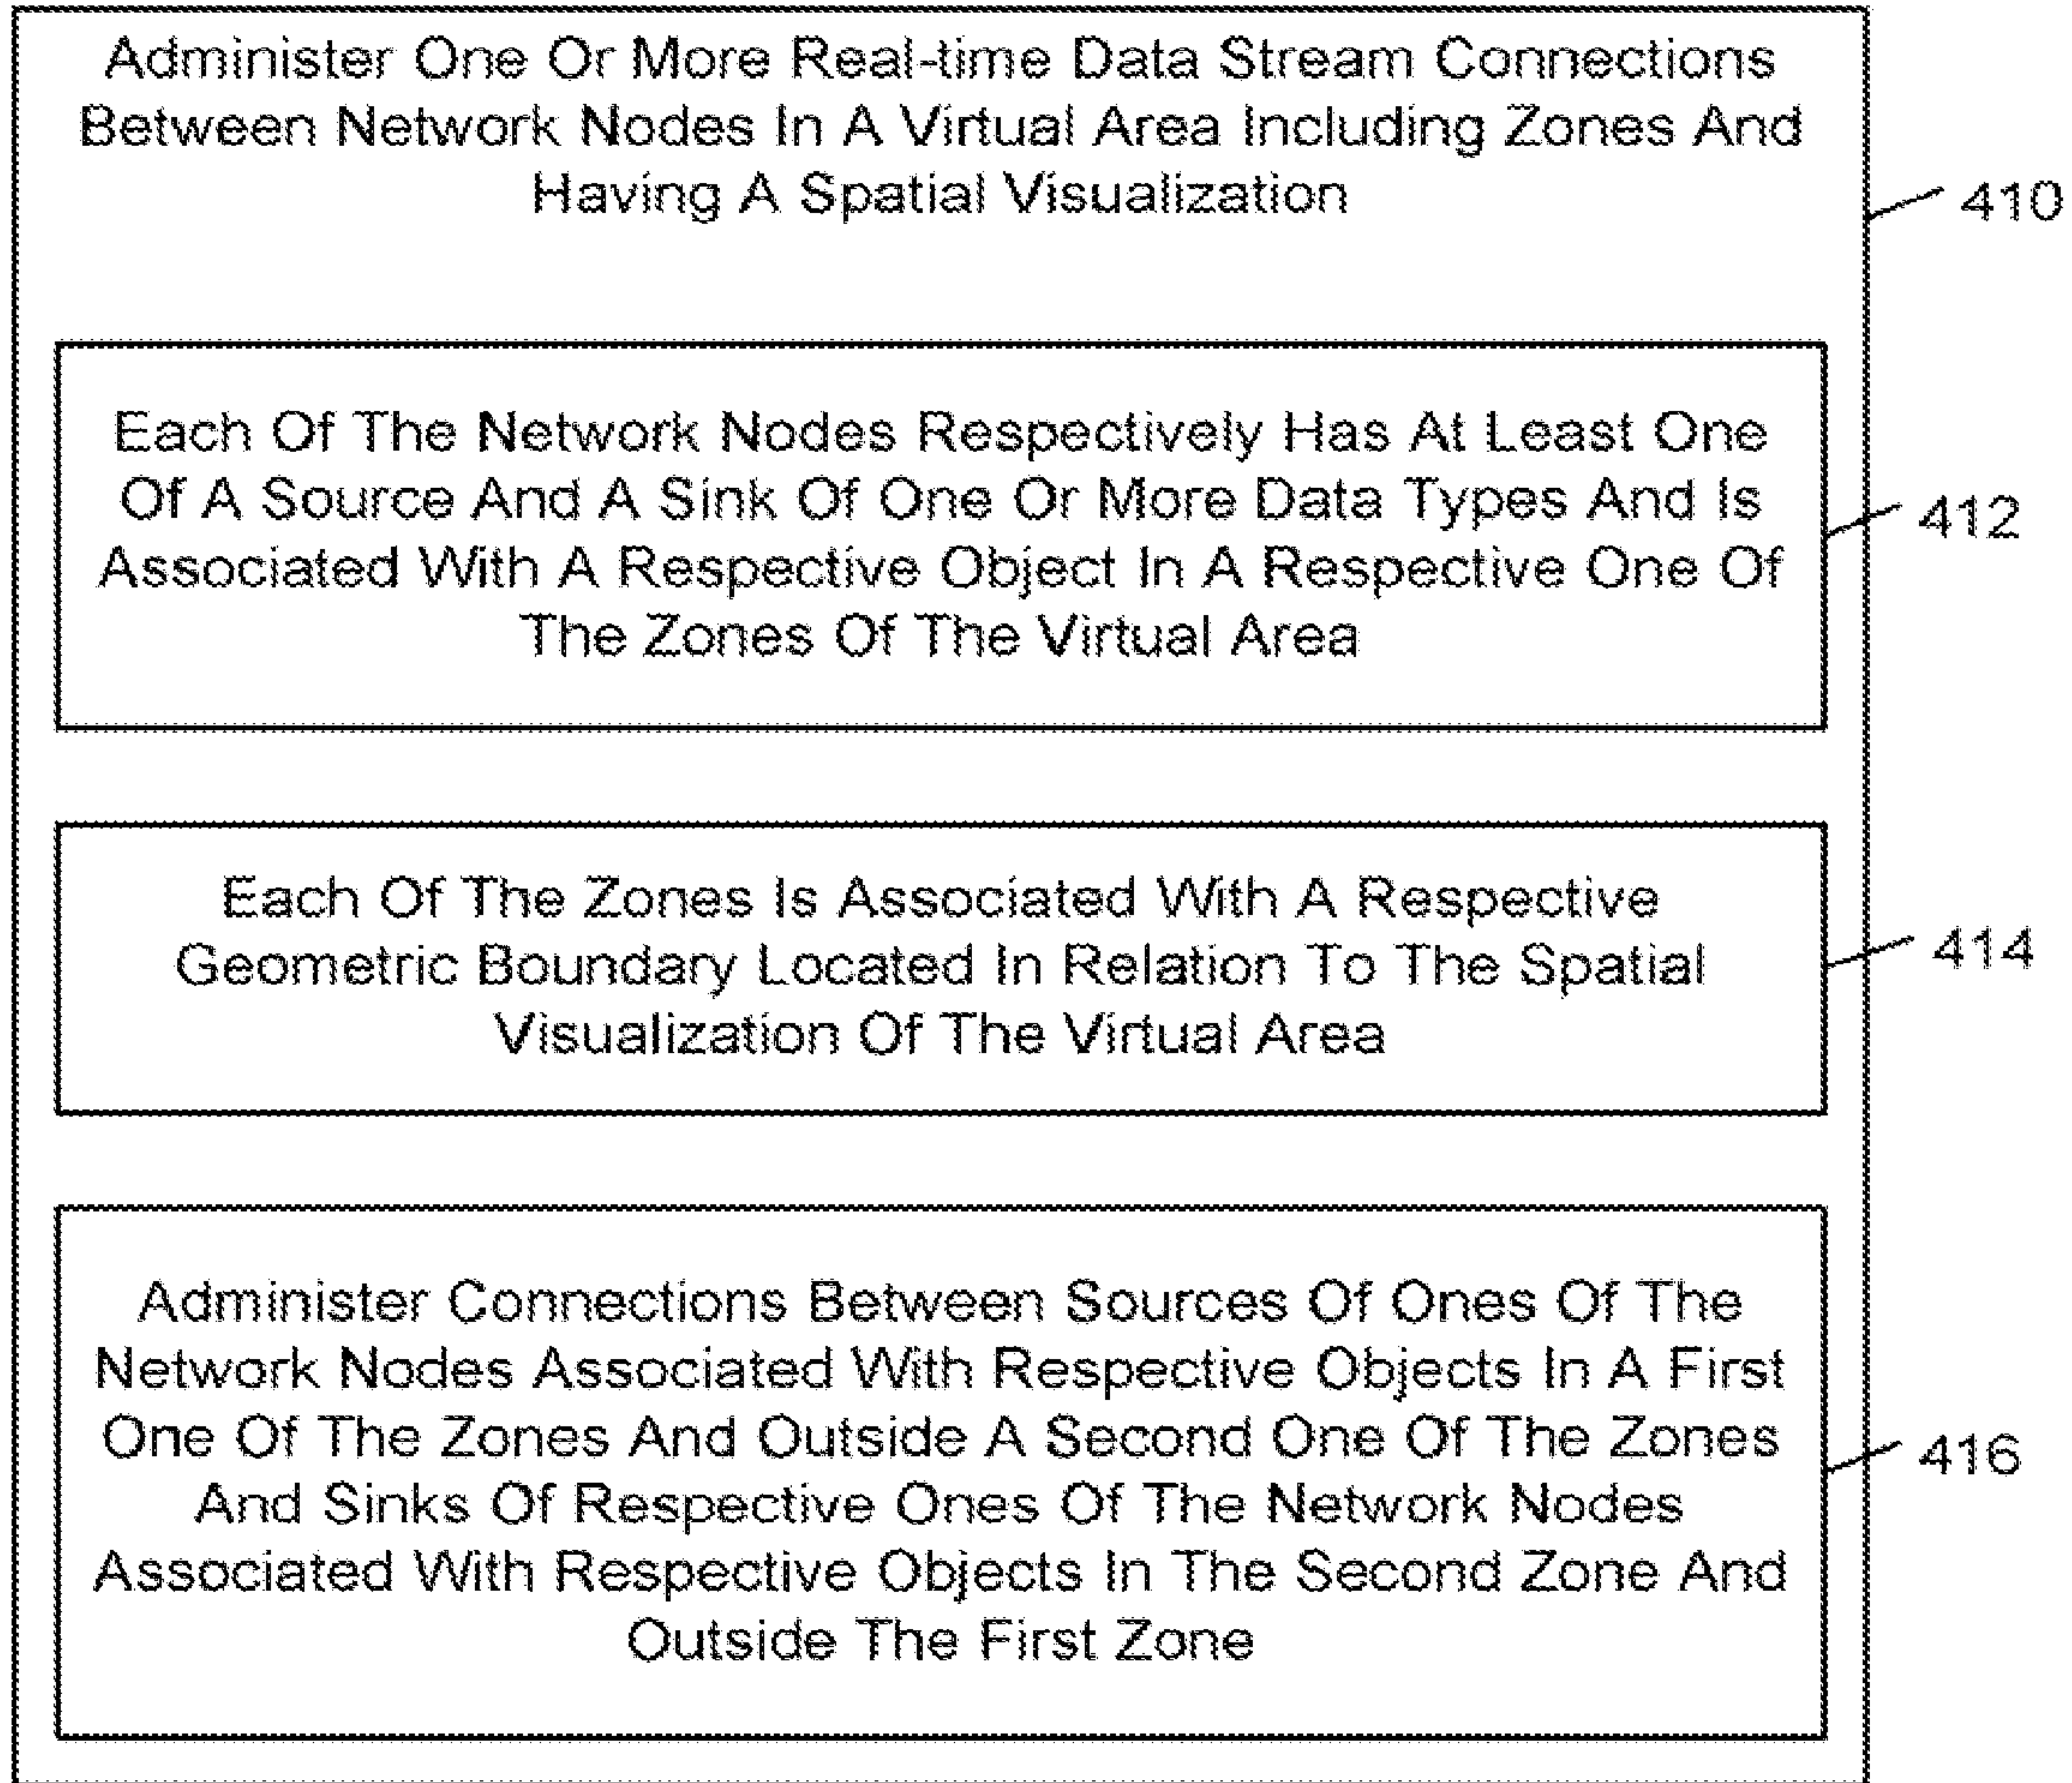 Administer One Or More Real-time Data Stream Connections
Between Network Nodes In A Virtual Area Including Zones And
Having A Spatial Visualization
410
Each Of The Network Nodes Respectively Has At Least One
Of A Source And A Sink Of One Or More Data Types And Is
Associated With A Respective Object In A Respective One Of
The Zones Of The Virtual Area
412
Each Of The Zones Is Associated With A Respective
Geometric Boundary Located In Relation To The Spatial
Visualization Of The Virtual Area
414
Administer Connections Between Sources Of Ones Of The
Network Nodes Associated With Respective Objects In A First
One Of The Zones And Outside A Second One Of The Zones
And Sinks Of Respective Ones Of The Network Nodes
Associated With Respective Objects In The Second Zone And
Outside The First Zone
416